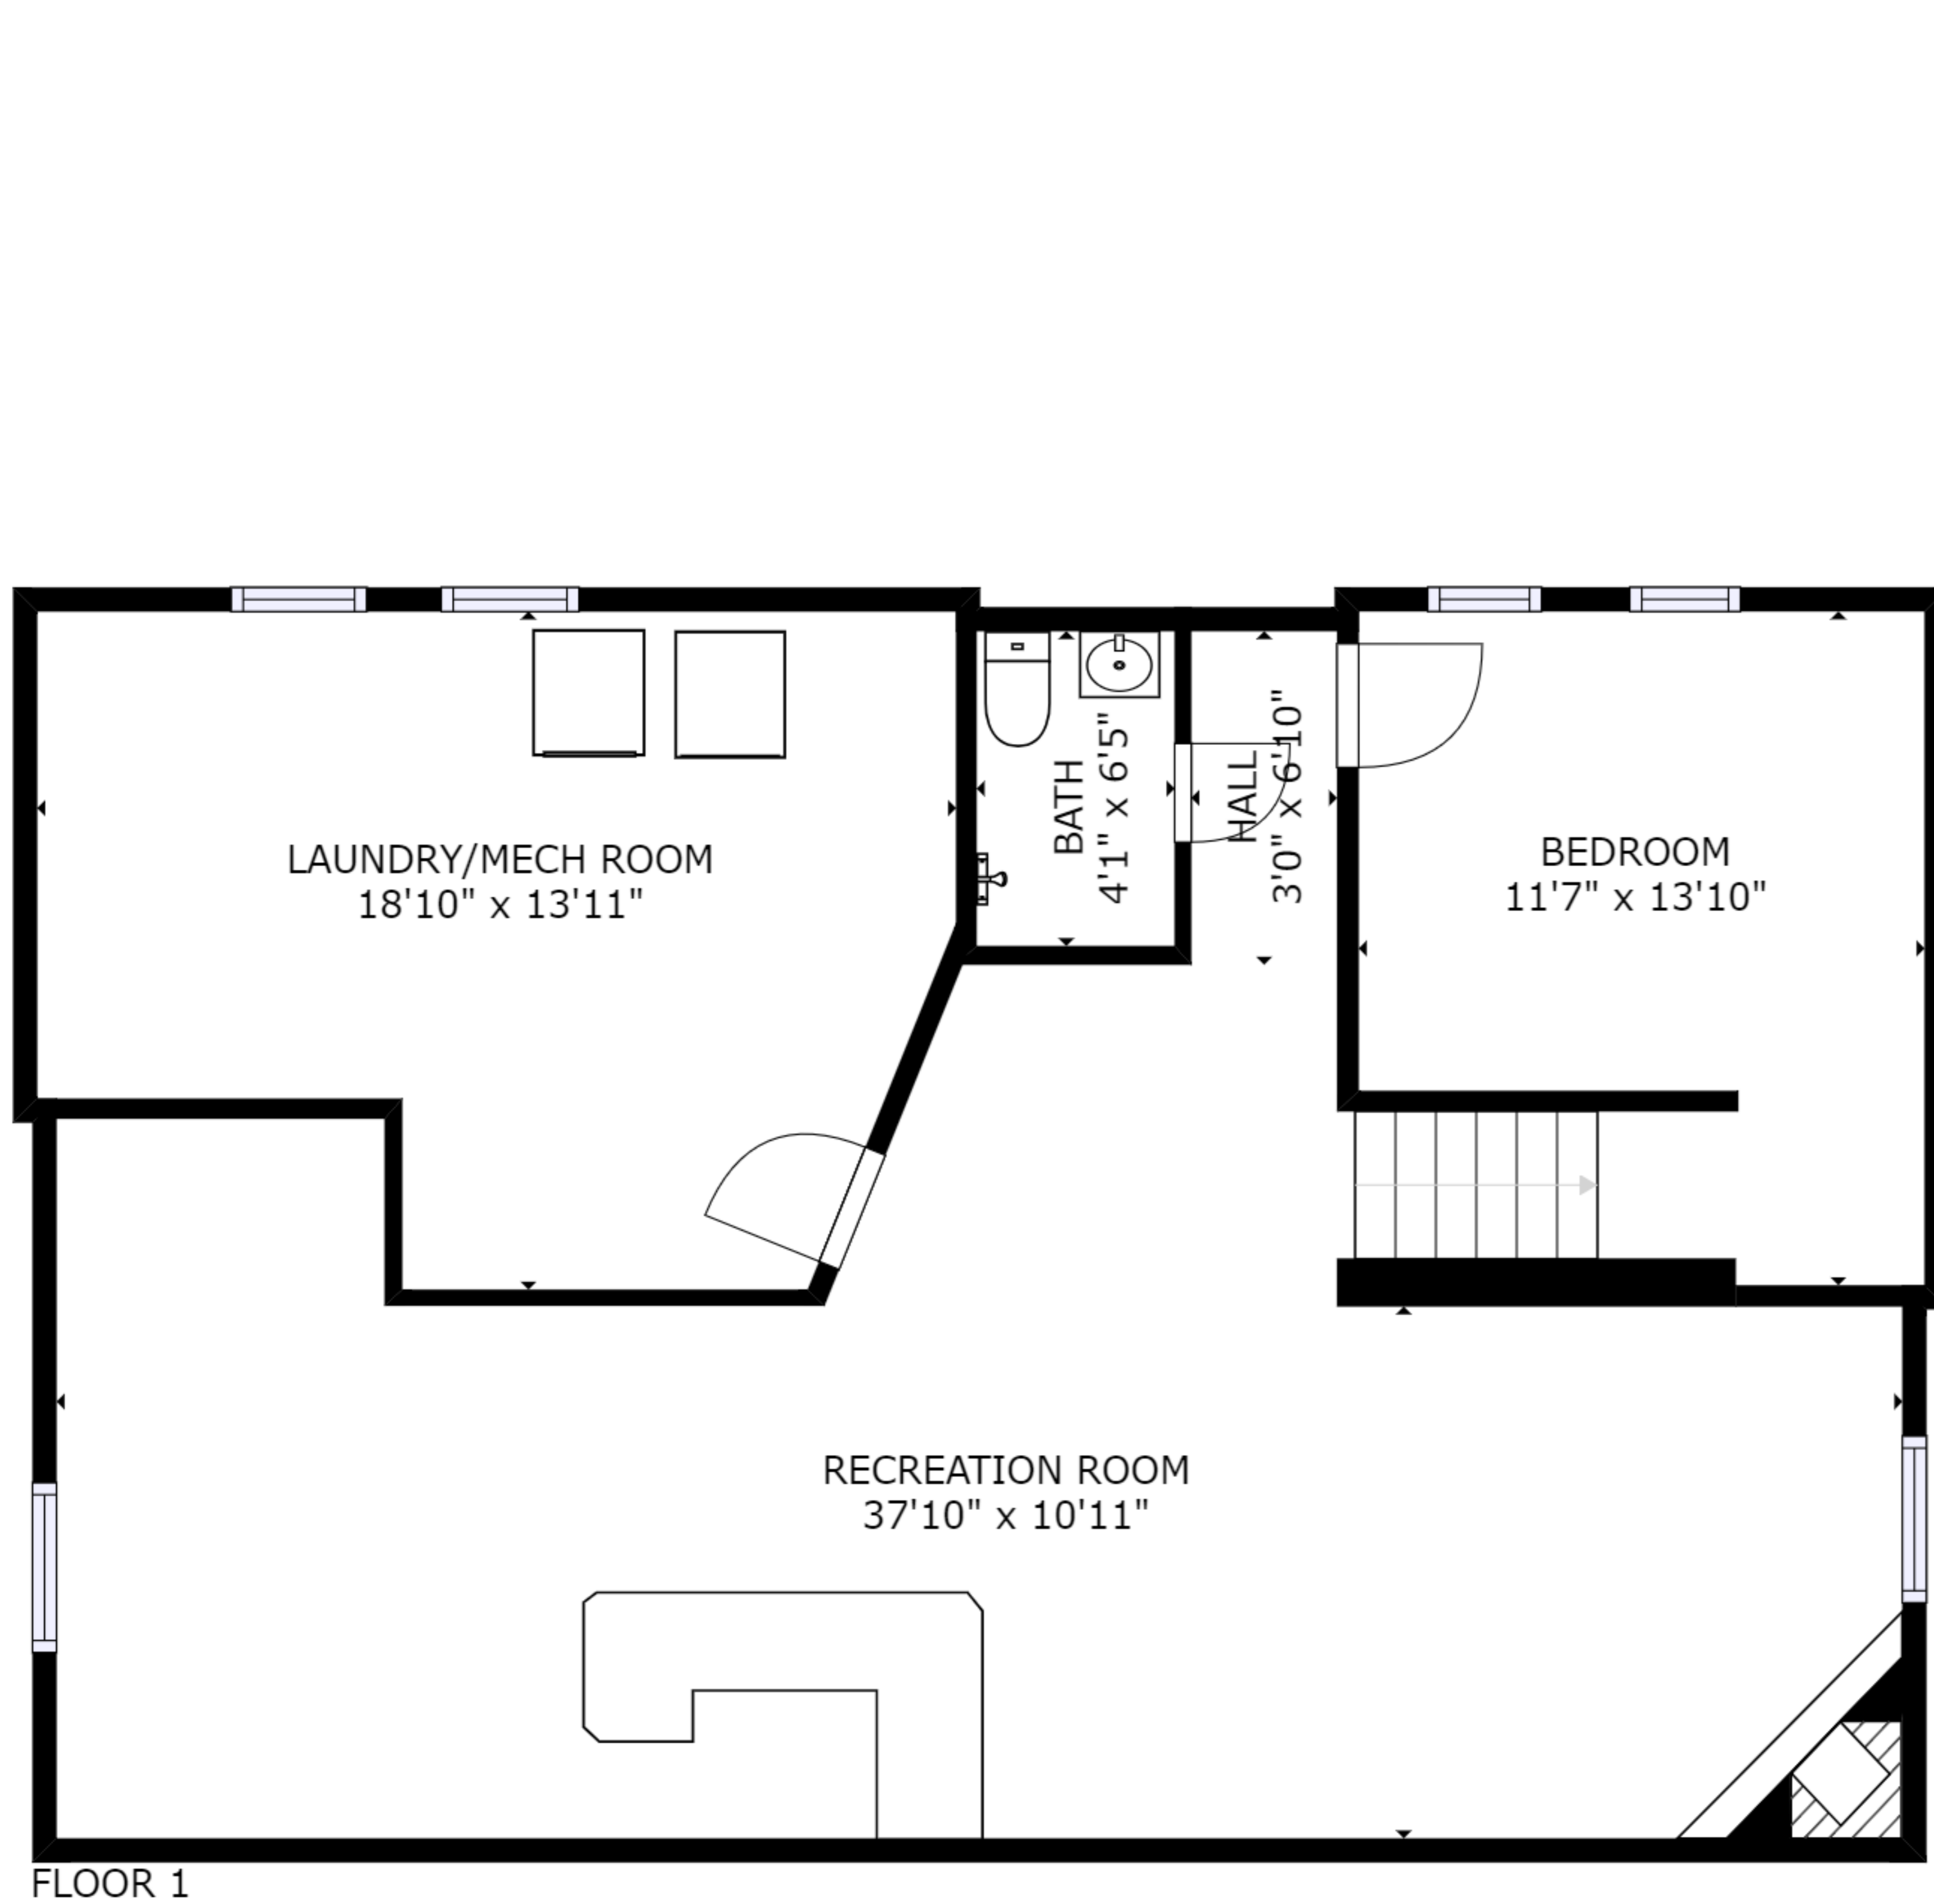 LAUNDRY/MECH ROOM
18'10" x 13'11"
BATH
4'1" x 6'5"
HALL
3'0" x 6'10"
BEDROOM
11'7" x 13'10"
RECREATION ROOM
37'10" x 10'11"
FLOOR 1